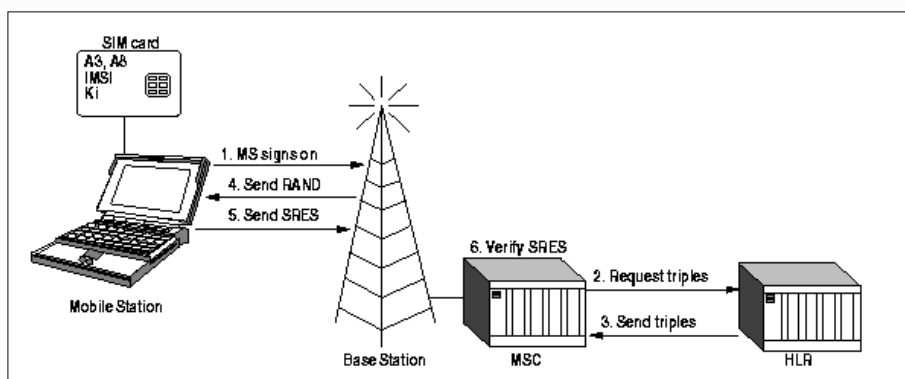 SIM card
A3, A8
IMSI
Ki
1. MS signs on
4. Send RAND
5. Send SRES
6. Verify SRES
2. Request triples
3. Send triples
Mobile Station
Base Station
MSC
HLR